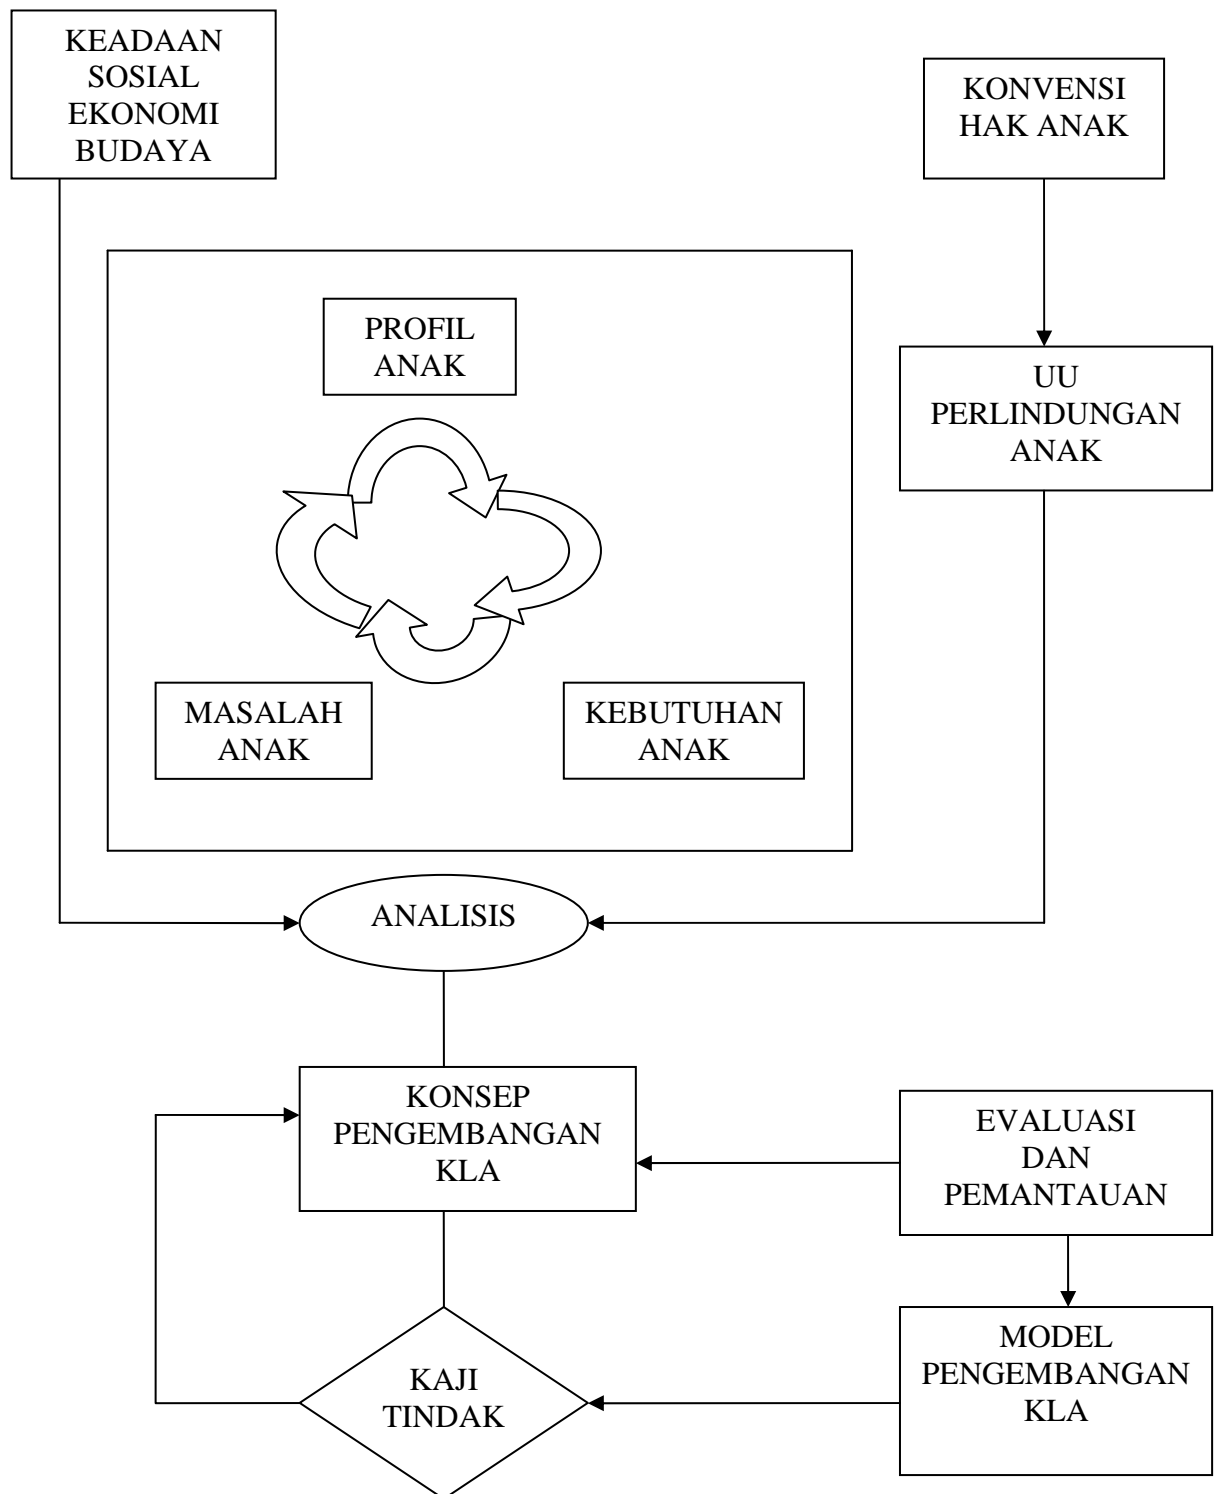 KEADAAN
SOSIAL
EKONOMI
BUDAYA
KONVENSI
HAK ANAK
PROFIL
ANAK
UU
PERLINDUNGAN
ANAK
MASALAH
ANAK
KEBUTUHAN
ANAK
ANALISIS
KONSEP
PENGEMBANGAN
KLA
EVALUASI
DAN
PEMANTAUAN
KAJI
TINDAK
MODEL
PENGEMBANGAN
KLA